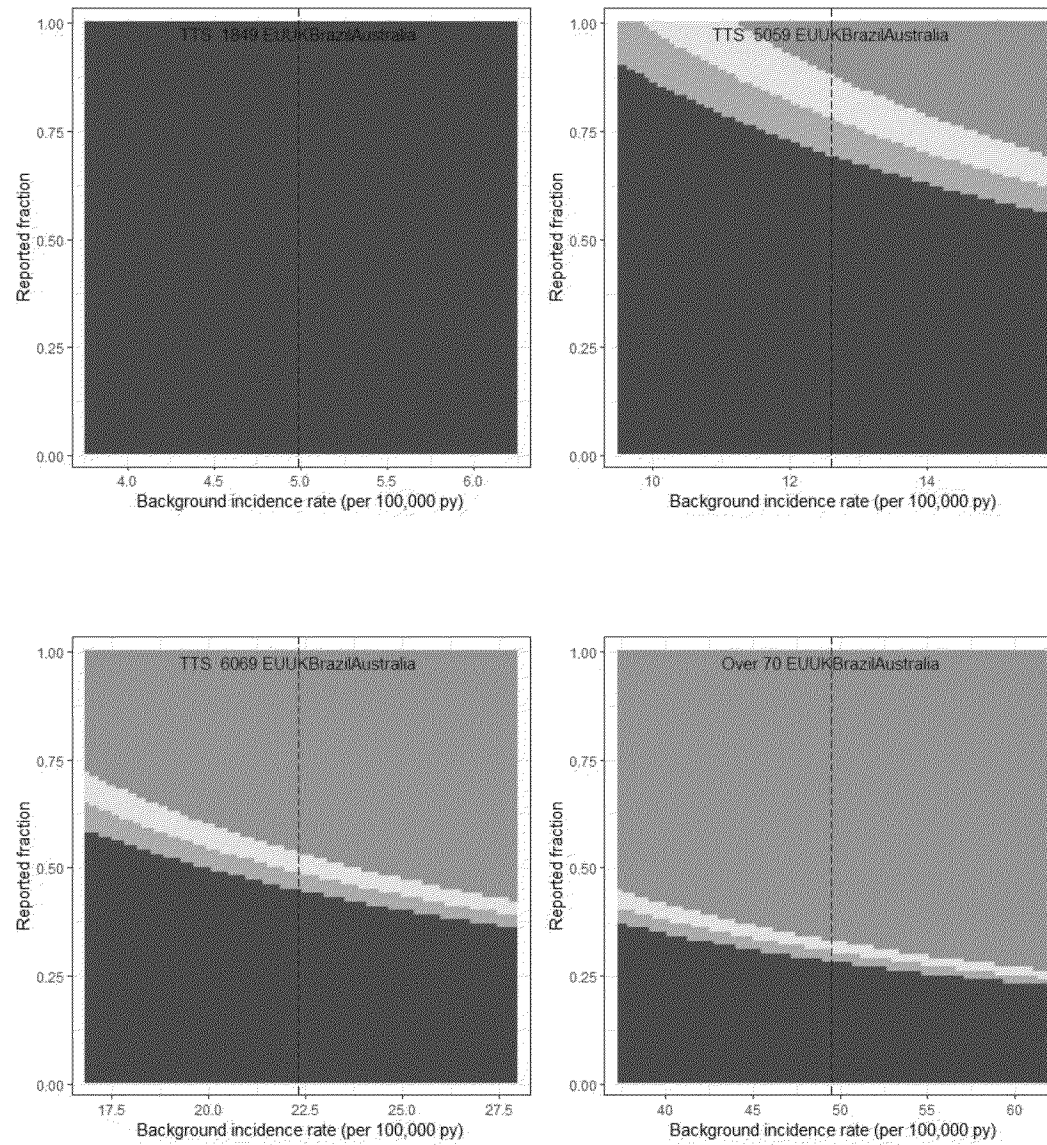 TTS 1849 EUUKBrazilAustralia
1.00
0.75
0.50
0.25
0.00
Reported fraction
4.0 4.5 5.0 5.5 6.0
Background incidence rate (per 100,000 py)
TTS 5059 EUUKBrazilAustralia
1.00
0.75
0.50
0.25
0.00
Reported fraction
10 12 14
Background incidence rate (per 100,000 py)
TTS 6069 EUUKBrazilAustralia
1.00
0.75
0.50
0.25
0.00
Reported fraction
17.5 20.0 22.5 25.0 27.5
Background incidence rate (per 100,000 py)
Over 70 EUUKBrazilAustralia
1.00
0.75
0.50
0.25
0.00
Reported fraction
40 45 50 55 60
Background incidence rate (per 100,000 py)